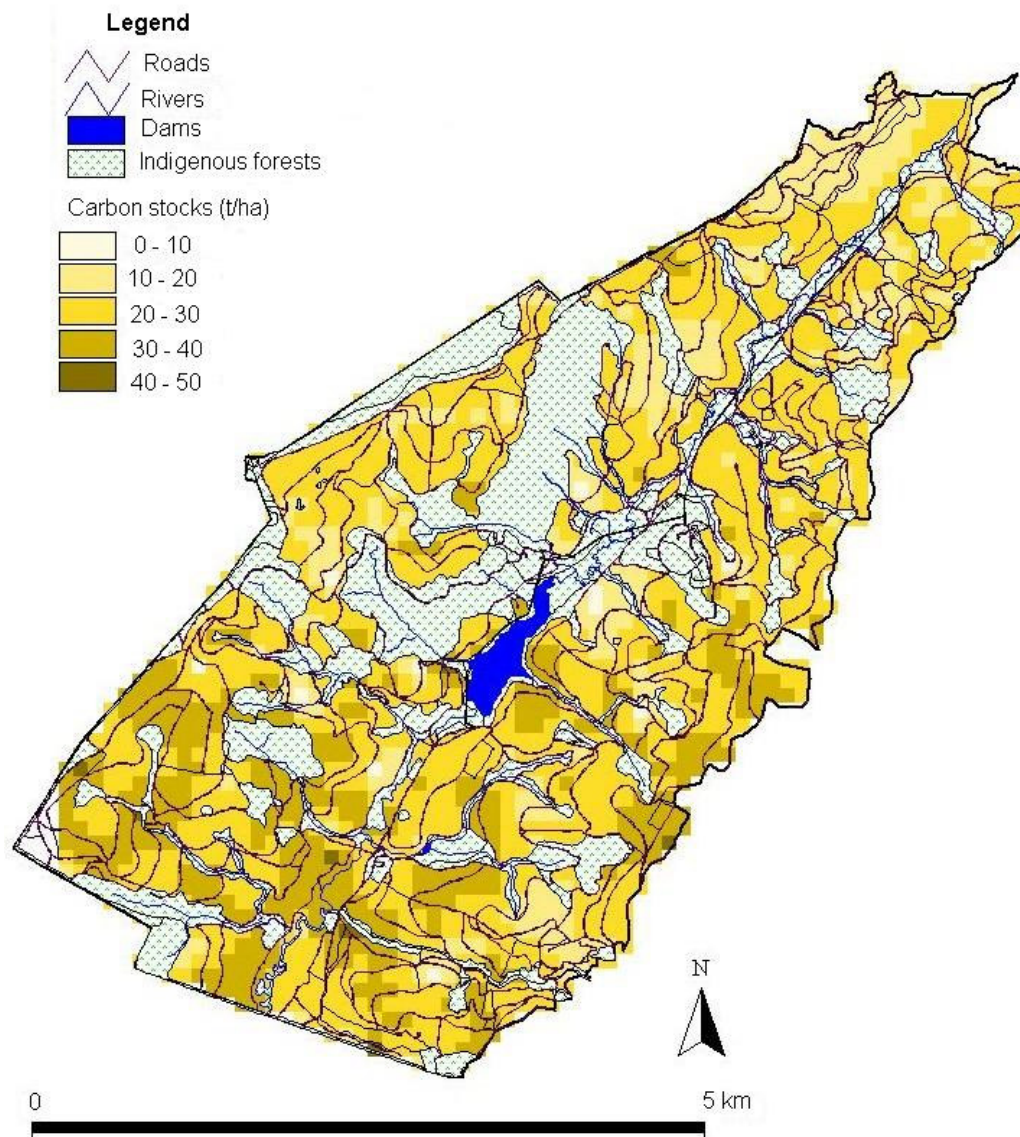 Legend
Roads
Rivers
Dams
Indigenous forests
Carbon stocks (t/ha)
0 - 10
10 - 20
20 - 30
30 - 40
40 - 50
N
0 5 km